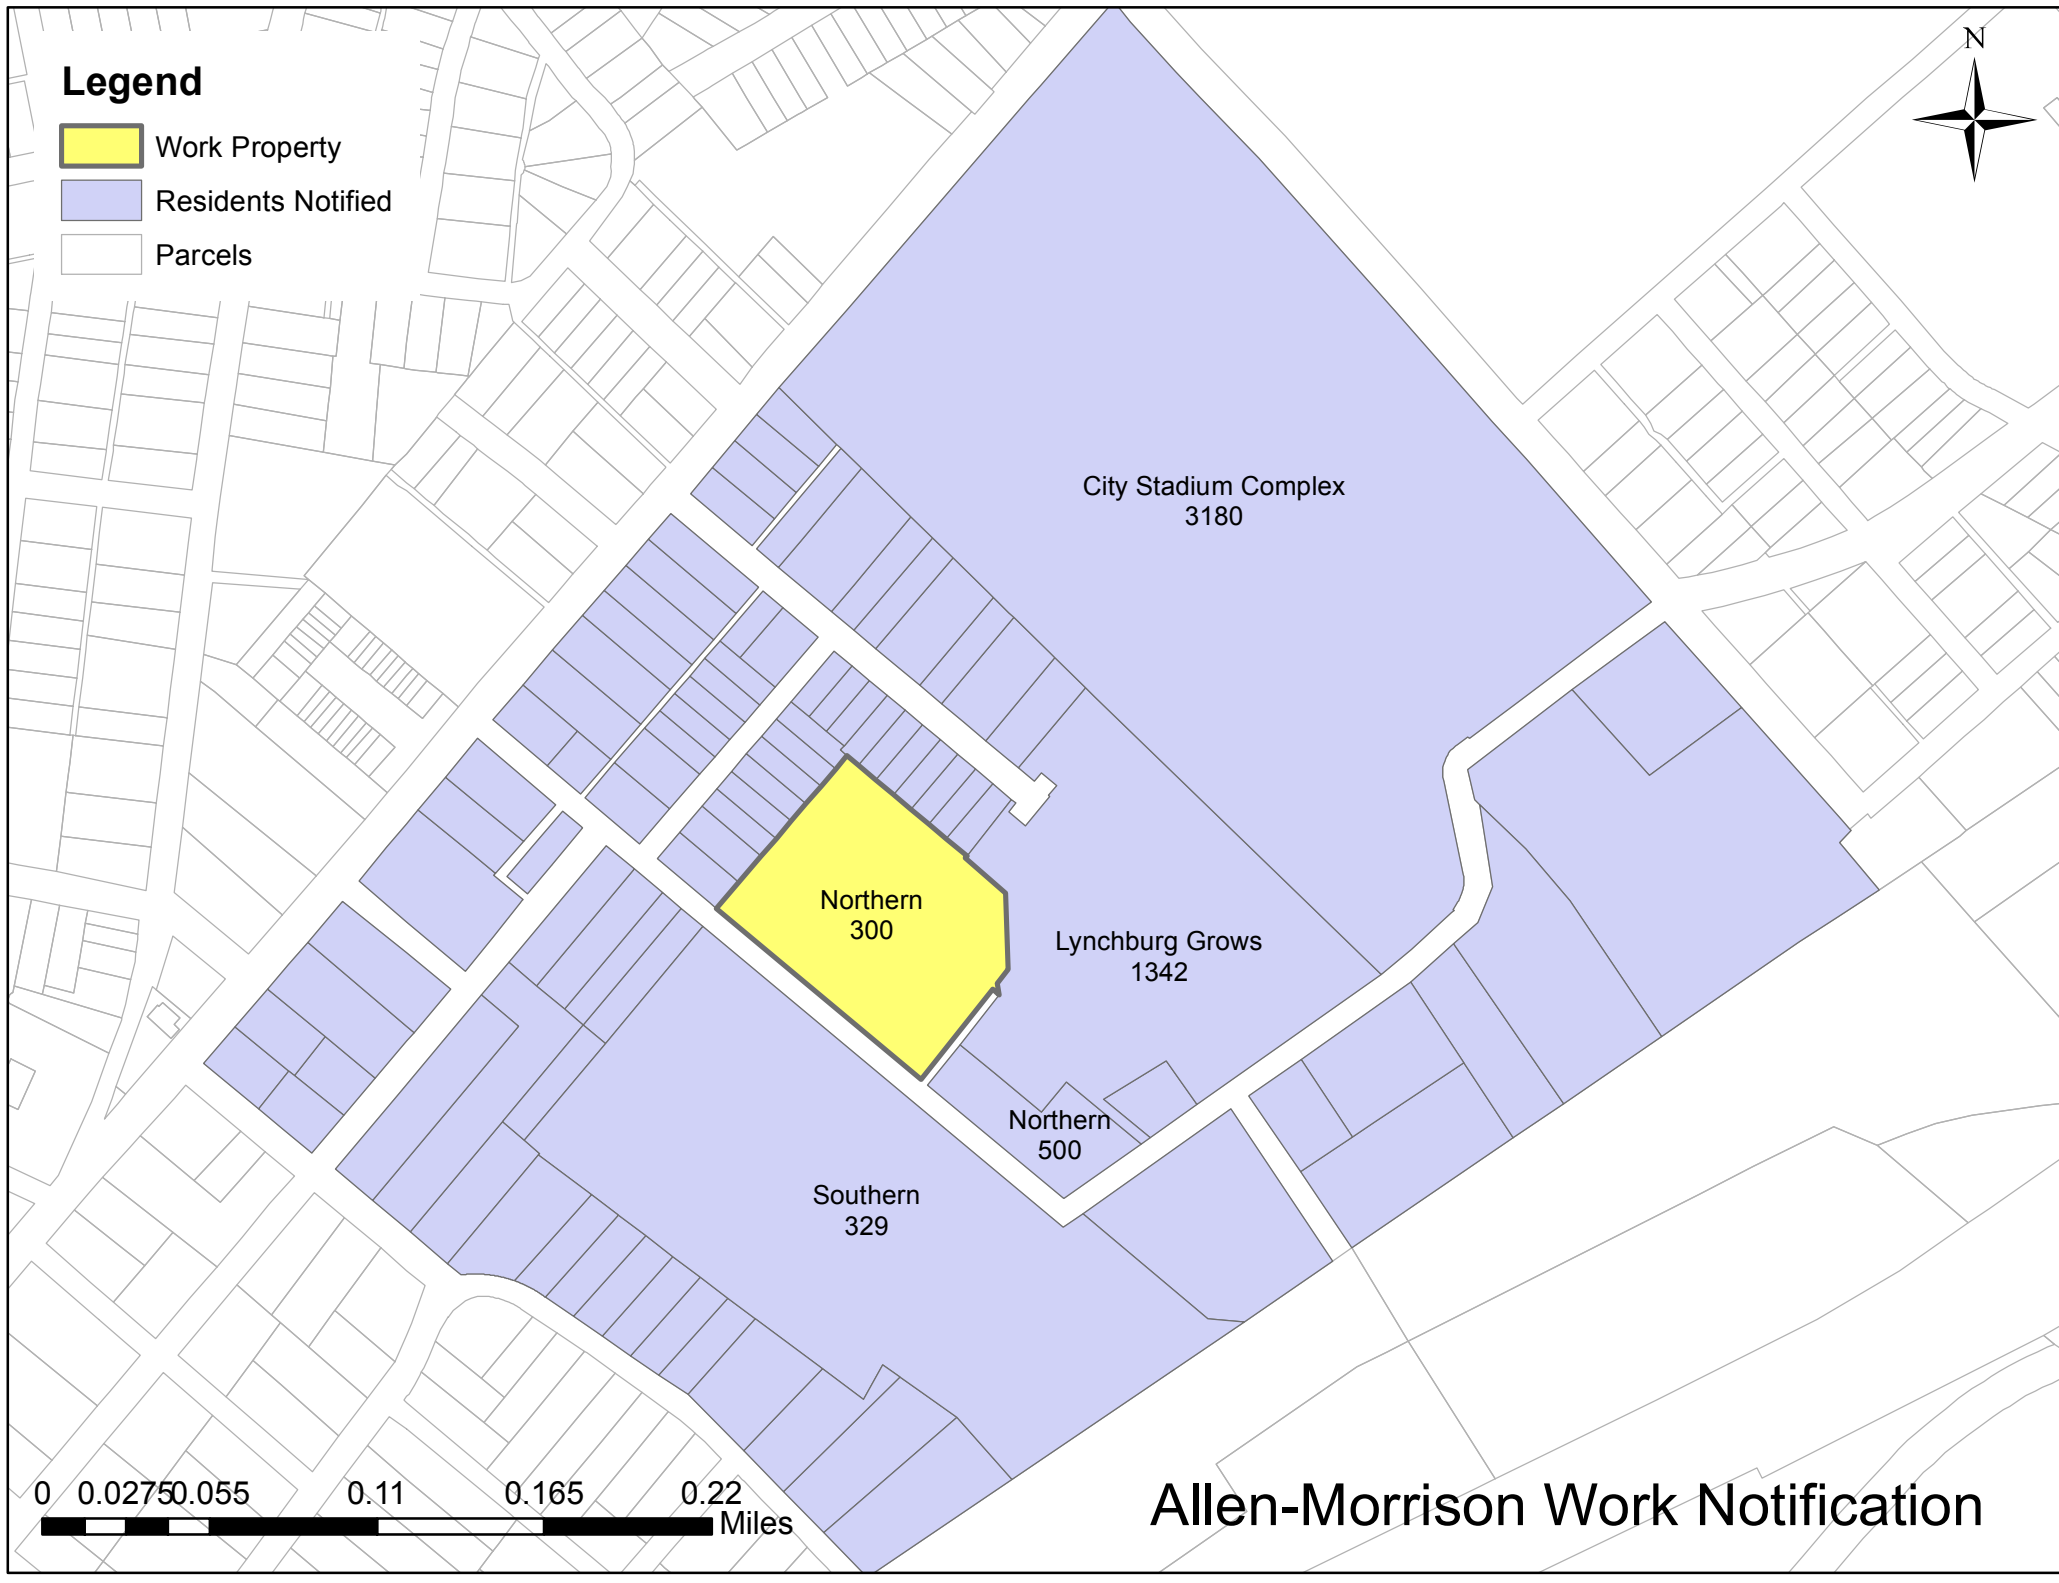 Legend
Work Property
Residents Notified
Parcels
N
City Stadium Complex
3180
Northern
300
Lynchburg Grows
1342
Northern
500
Southern
329
0 0.0275 0.055 0.11 0.165 0.22
Miles
Allen-Morrison Work Notification